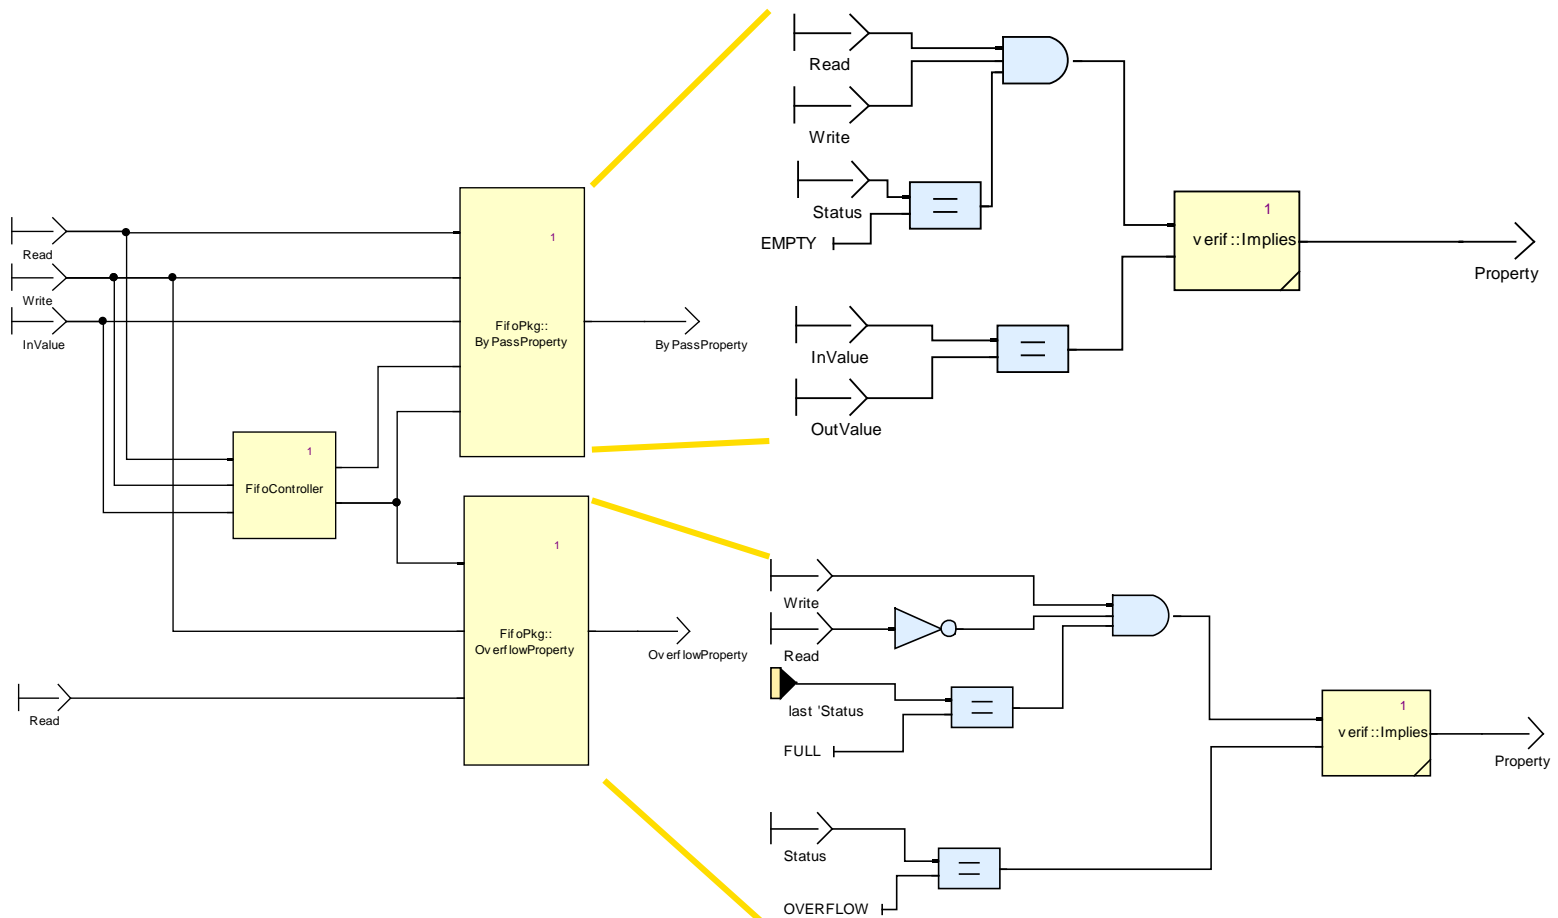 Read
Write
InValue
1
FifoController
1
FifoPkg::
ByPassProperty
ByPassProperty
1
FifoPkg::
OverflowProperty
OverflowProperty
Read
Read
Write
Status
EMPTY
InValue
OutValue
1
verif::Implies
Property
Write
Read
last 'Status
FULL
Status
OVERFLOW
1
verif::Implies
Property